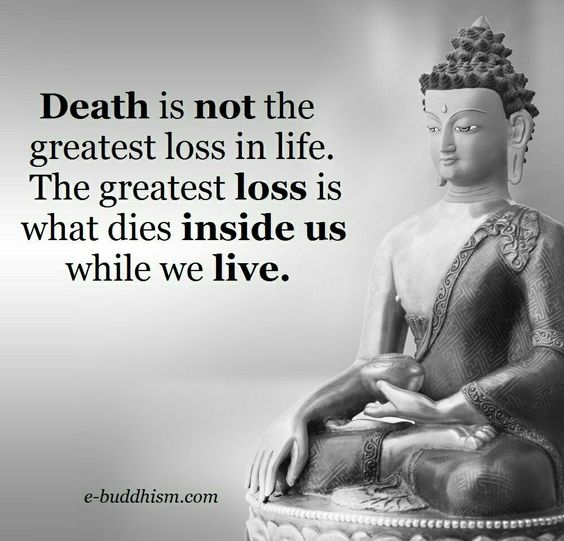 Death is not the
greatest loss in life.
The greatest loss is
what dies inside us
while we live.
e-buddhism.com